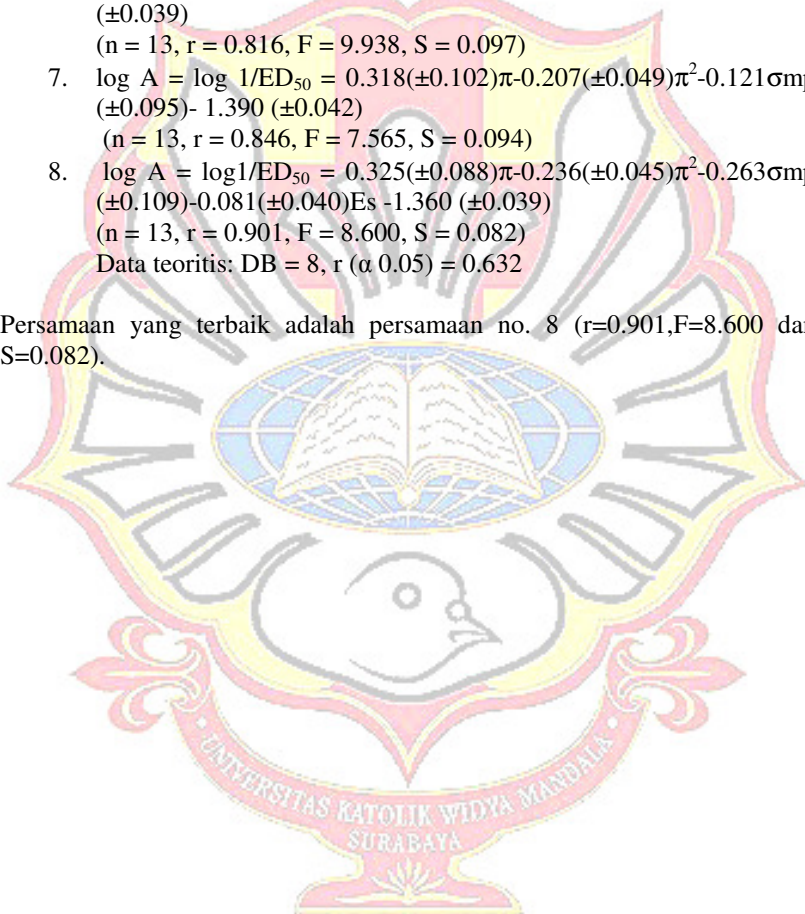 (±0.039)
(n = 13, r = 0.816, F = 9.938, S = 0.097)
7. log A = log 1/ED₅₀ = 0.318(±0.102)π-0.207(±0.049)π²-0.121σmp
(±0.095)- 1.390 (±0.042)
(n = 13, r = 0.846, F = 7.565, S = 0.094)
8. log A = log1/ED₅₀ = 0.325(±0.088)π-0.236(±0.045)π²-0.263σmp
(±0.109)-0.081(±0.040)Es -1.360 (±0.039)
(n = 13, r = 0.901, F = 8.600, S = 0.082)
Data teoritis: DB = 8, r (α 0.05) = 0.632
Persamaan yang terbaik adalah persamaan no. 8 (r=0.901,F=8.600 dan
S=0.082).
UNIVERSITAS KATOLIK WIDYA MANDALA
SURABAYA